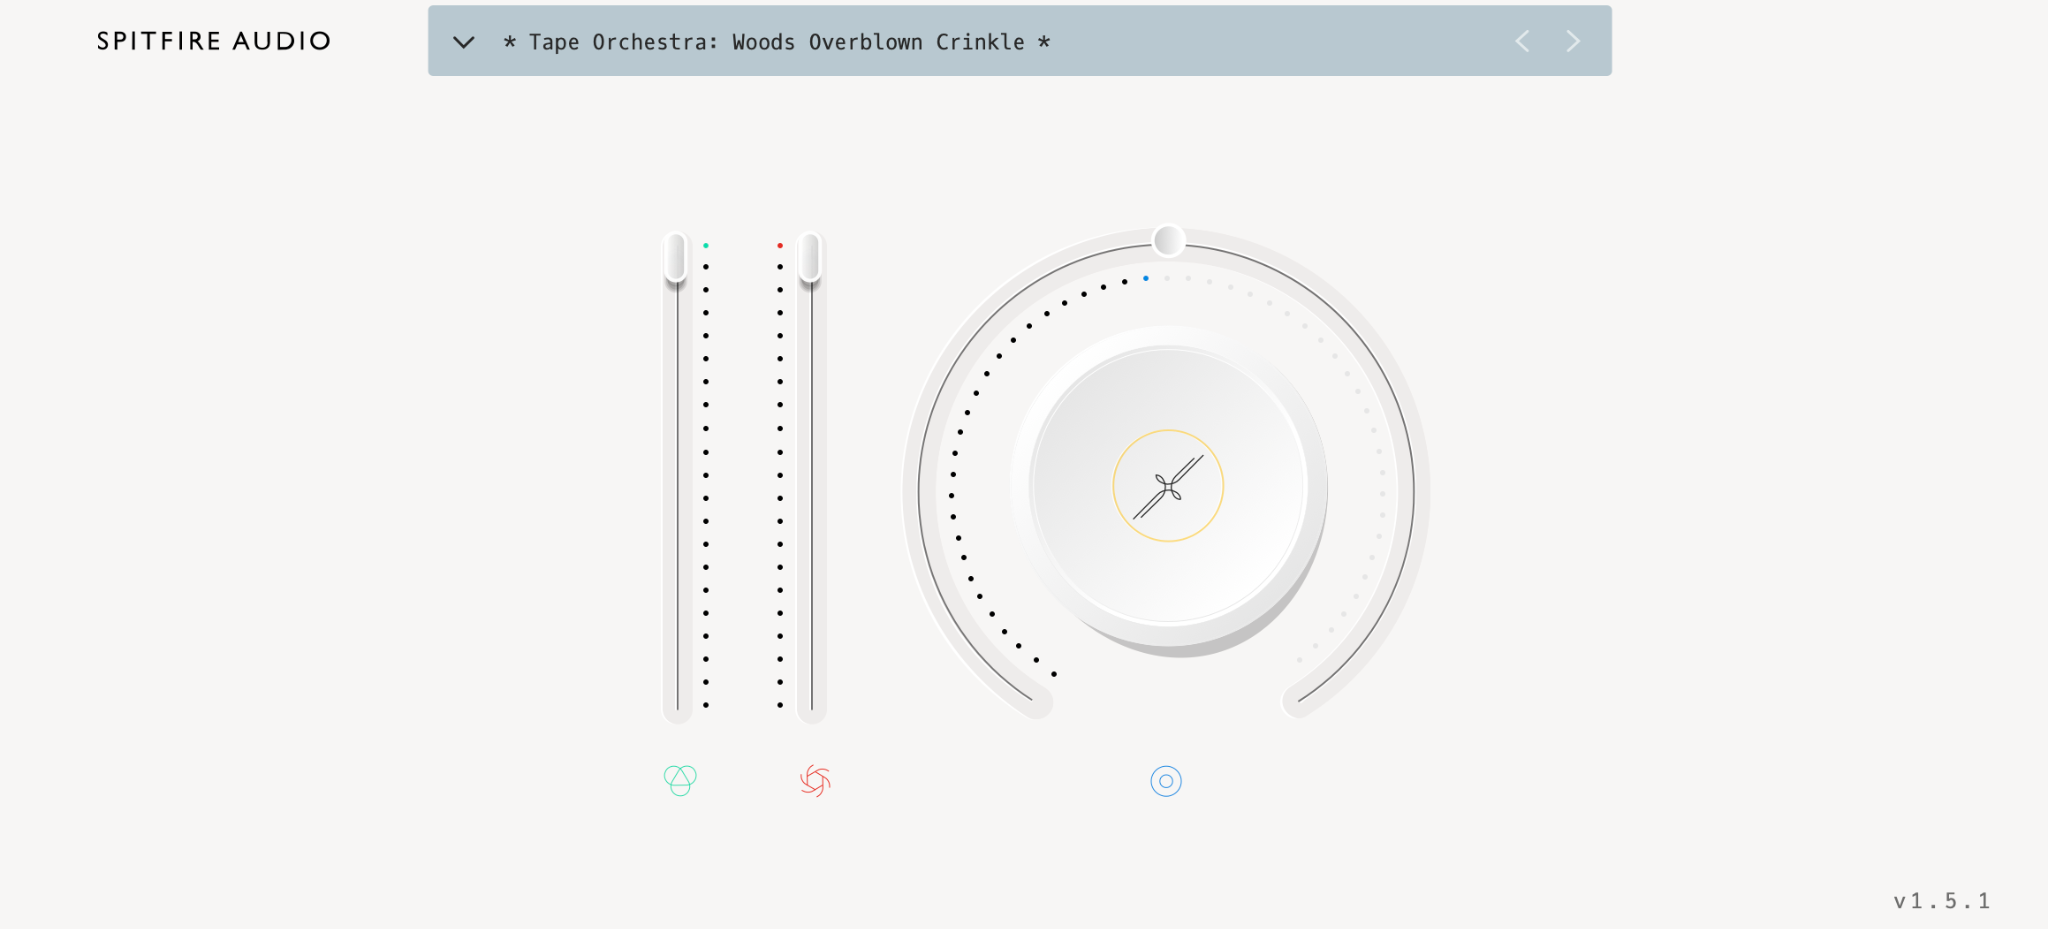 SPITFIRE AUDIO
* Tape Orchestra: Woods Overblown Crinkle *
v1.5.1